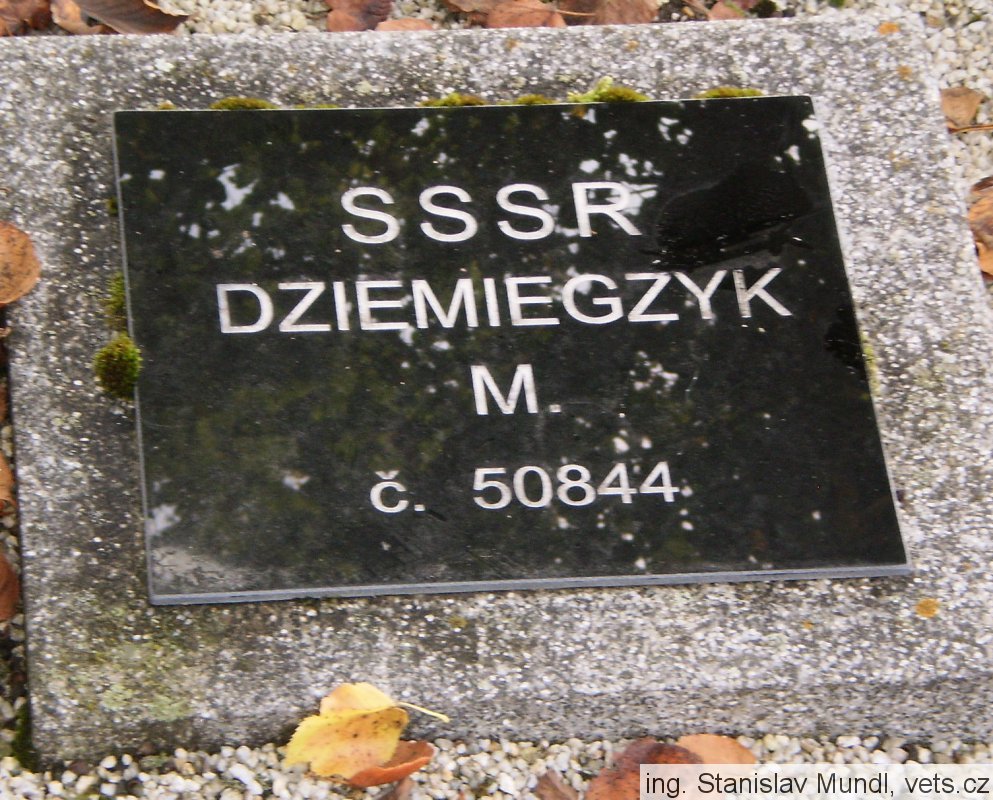 SSSR
DZIEMIEGZYK
M.
č. 50844
ing. Stanislav Mundl, vets.cz